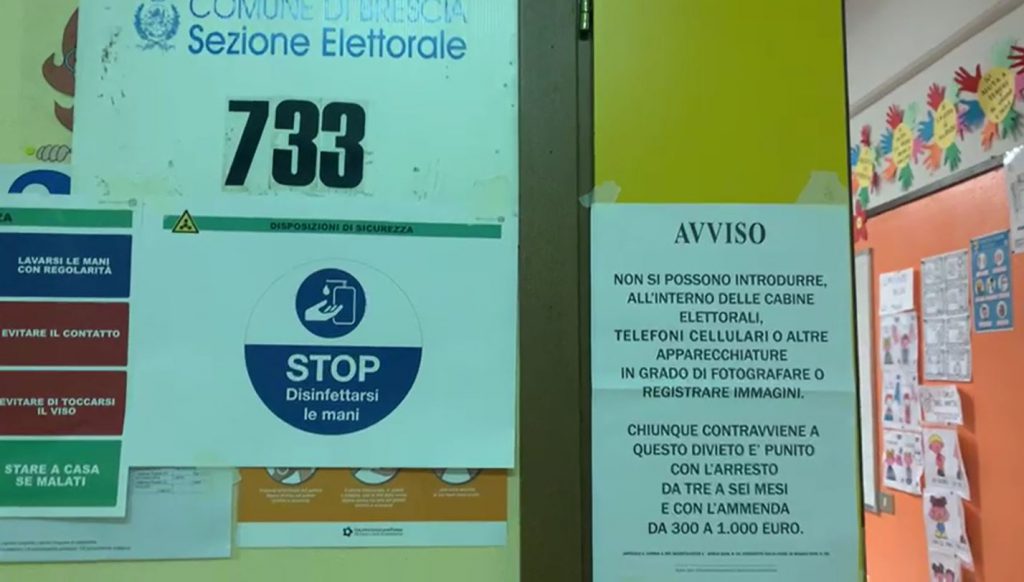 COMUNE DI BRESCIA
Sezione Elettorale
733
ZA
LAVARSI LE MANI
CON REGOLARITÀ
EVITARE IL CONTATTO
EVITARE DI TOCCARSI
IL VISO
STARE A CASA
SE MALATI
DISPOSIZIONI DI SICUREZZA
STOP
Disinfettarsi
le mani
AVVISO
NON SI POSSONO INTRODURRE,
ALL'INTERNO DELLE CABINE
ELETTORALI,
TELEFONI CELLULARI O ALTRE
APPARECCHIATURE
IN GRADO DI FOTOGRAFARE O
REGISTRARE IMMAGINI.
CHIUNQUE CONTRAVVIENE A
QUESTO DIVIETO E' PUNITO
CON L'ARRESTO
DA TRE A SEI MESI
E CON L'AMMENDA
DA 300 A 1.000 EURO.